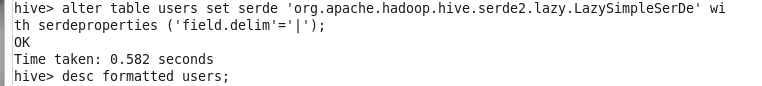 hive> alter table users set serde 'org.apache.hadoop.hive.serde2.lazy.LazySimpleSerDe' wi
th serdeproperties ('field.delim'='|');
OK
Time taken: 0.582 seconds
hive> desc formatted users;